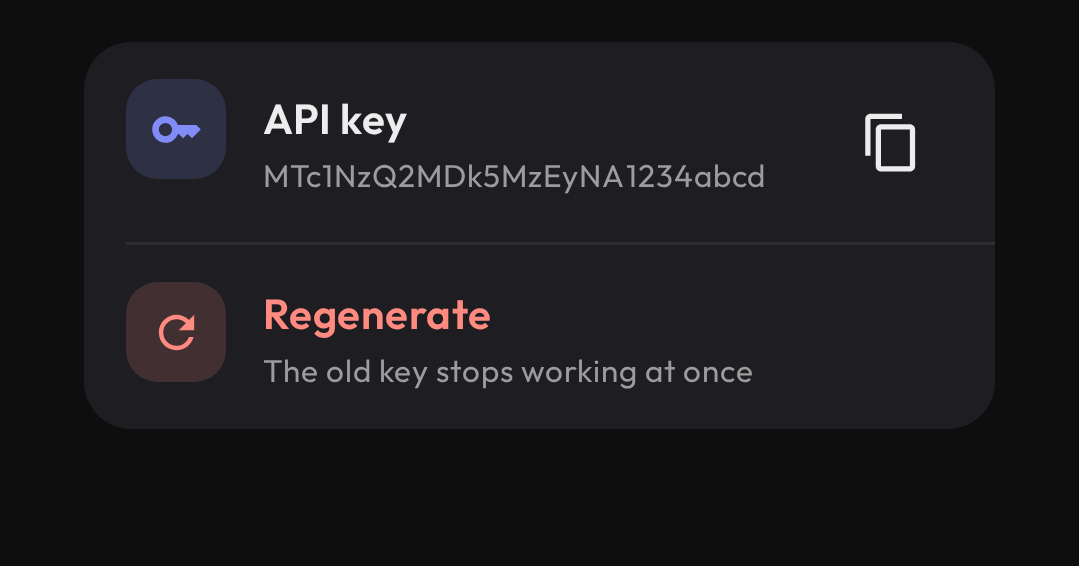 API key
MTc1NzQ2MDk5MzEyNA1234abcd
Regenerate
The old key stops working at once